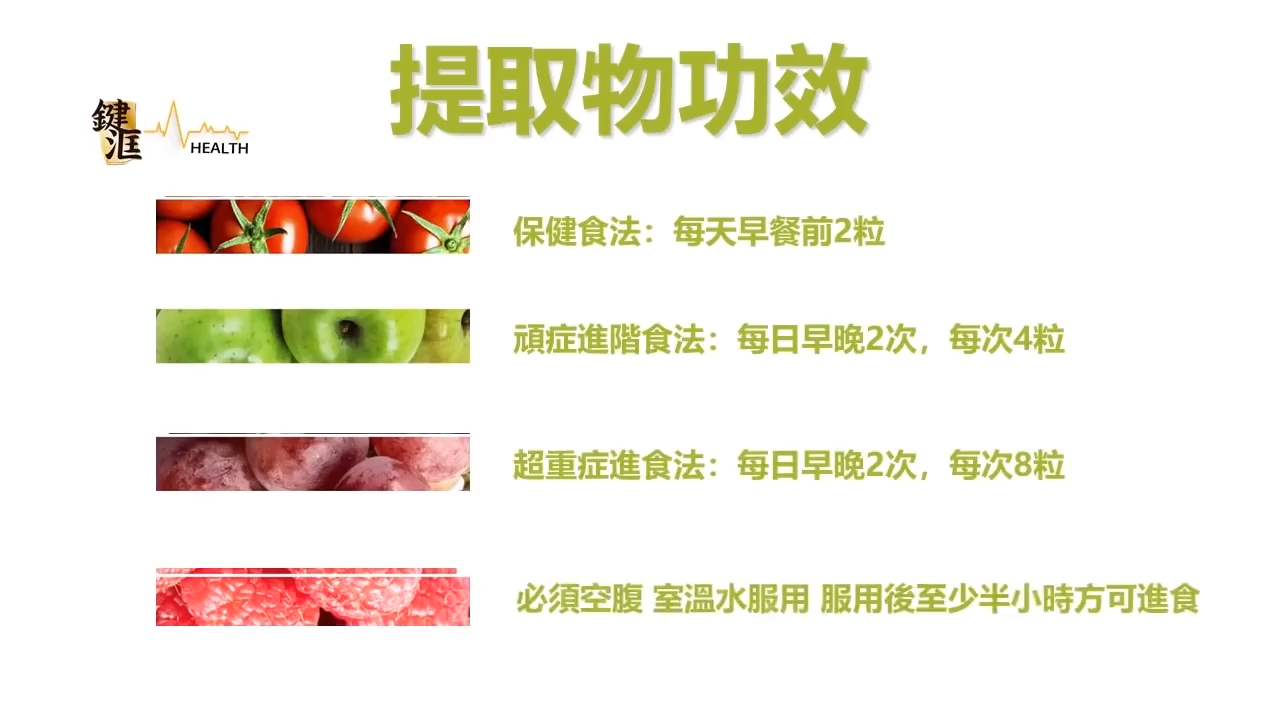 提取物功效
鍵滙
HEALTH
保健食法：每天早餐前2粒
頑症進階食法：每日早晚2次，每次4粒
超重症進食法：每日早晚2次，每次8粒
必須空腹 室溫水服用 服用後至少半小時方可進食